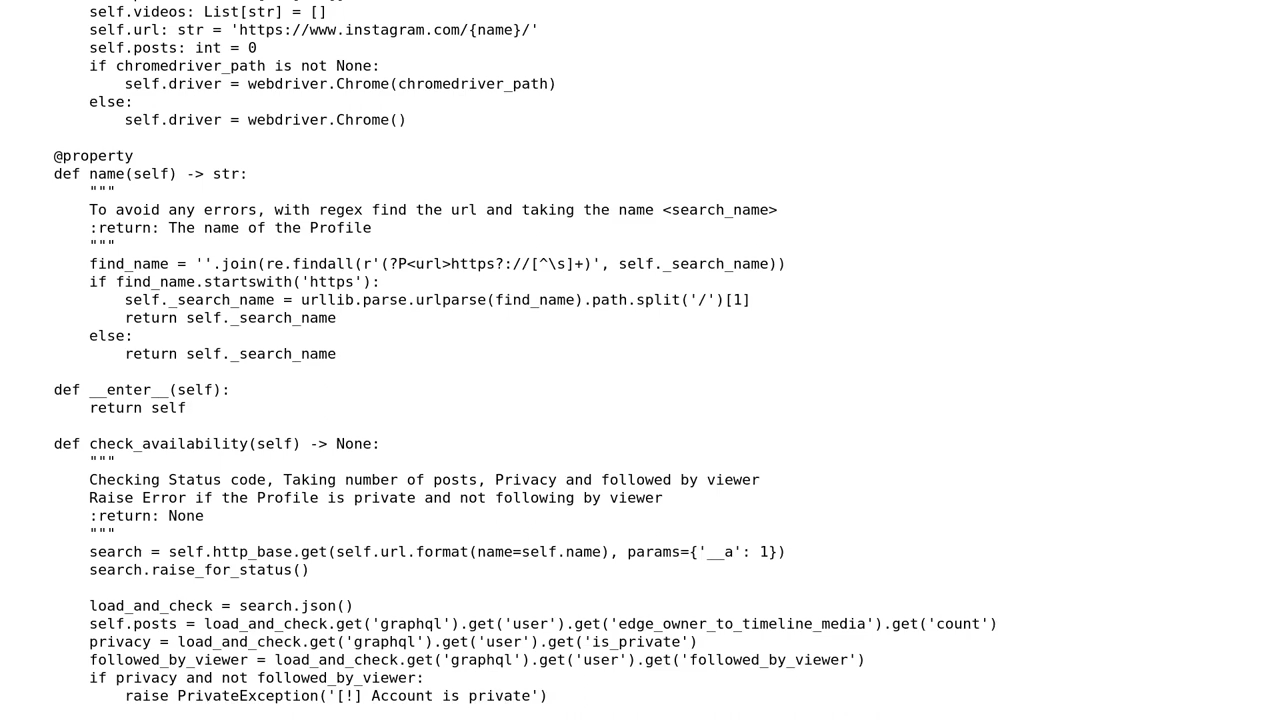 self.videos: List[str] = []
self.url: str = 'https://www.instagram.com/{name}/'
self.posts: int = 0
if chromedriver_path is not None:
self.driver = webdriver.Chrome(chromedriver_path)
else:
self.driver = webdriver.Chrome()
@property
def name(self) -> str:
"""
To avoid any errors, with regex find the url and taking the name <search_name>
:return: The name of the Profile
"""
find_name = ''.join(re.findall(r'(?P<url>https?://[^\s]+)', self._search_name))
if find_name.startswith('https'):
self._search_name = urllib.parse.urlparse(find_name).path.split('/')[1]
return self._search_name
else:
return self._search_name
def __enter__(self):
return self
def check_availability(self) -> None:
"""
Checking Status code, Taking number of posts, Privacy and followed by viewer
Raise Error if the Profile is private and not following by viewer
:return: None
"""
search = self.http_base.get(self.url.format(name=self.name), params={'__a': 1})
search.raise_for_status()
load_and_check = search.json()
self.posts = load_and_check.get('graphql').get('user').get('edge_owner_to_timeline_media').get('count')
privacy = load_and_check.get('graphql').get('user').get('is_private')
followed_by_viewer = load_and_check.get('graphql').get('user').get('followed_by_viewer')
if privacy and not followed_by_viewer:
raise PrivateException('[!] Account is private')